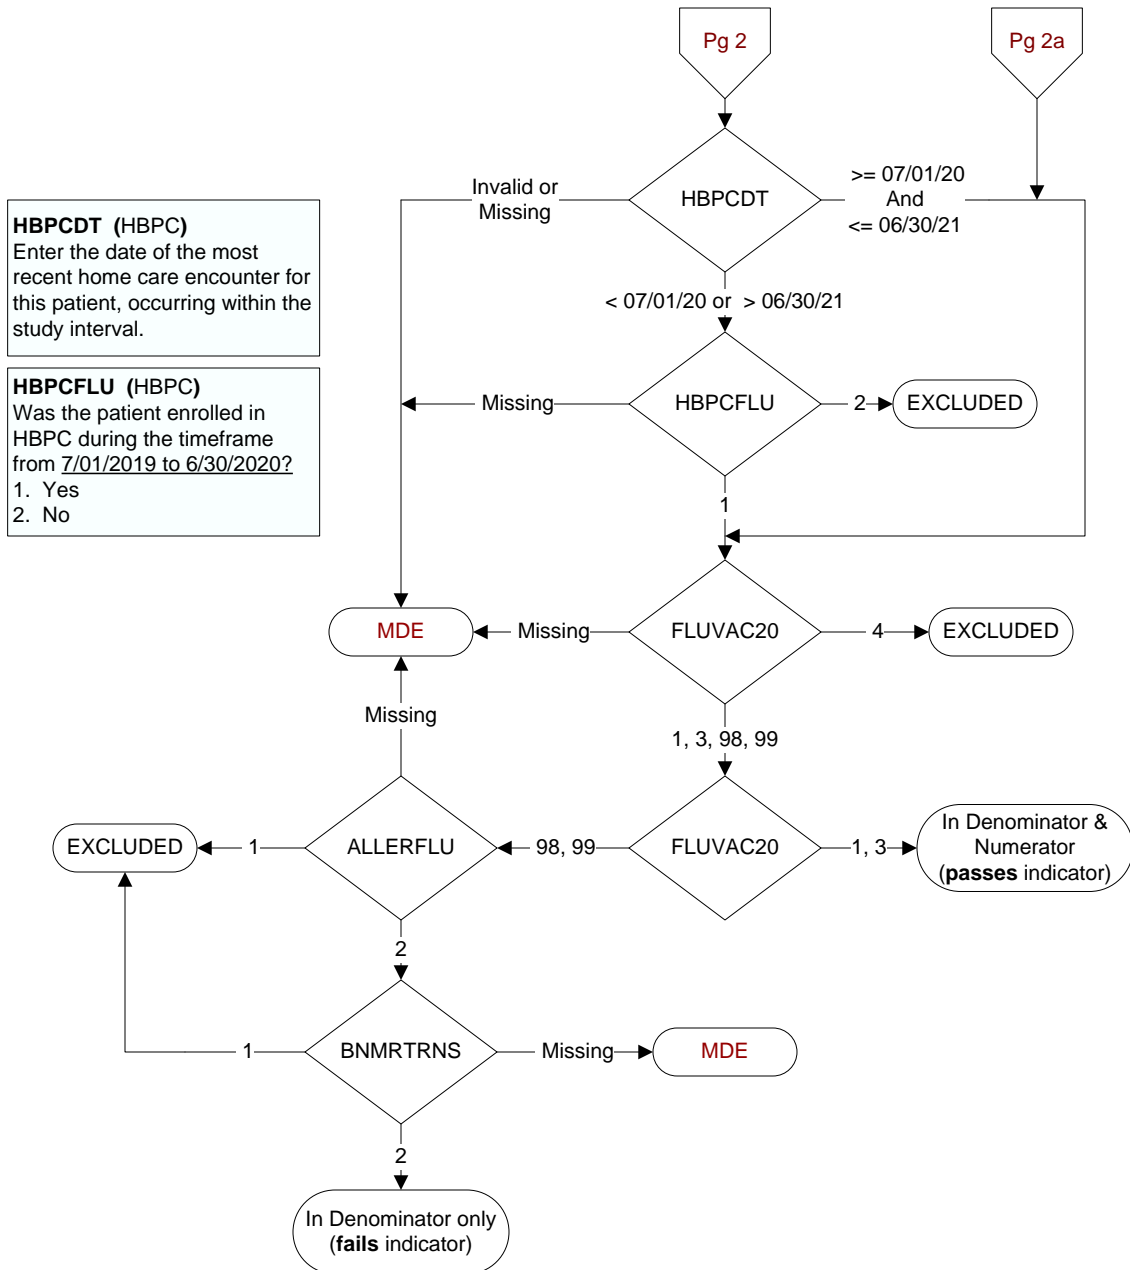 Pg 2
Pg 2a
HBPCDT
Invalid or
Missing
>= 07/01/20
And
<= 06/30/21
HBPCDT (HBPC)
Enter the date of the most
recent home care encounter for
this patient, occurring within the
study interval.
< 07/01/20 or > 06/30/21
HBPCFLU (HBPC)
Was the patient enrolled in
HBPC during the timeframe
from 7/01/2019 to 6/30/2020?
1. Yes
2. No
Missing
HBPCFLU
2
EXCLUDED
1
MDE
Missing
FLUVAC20
4
EXCLUDED
Missing
1, 3, 98, 99
EXCLUDED
1
ALLERFLU
98, 99
FLUVAC20
1, 3
In Denominator &
Numerator
(passes indicator)
2
1
BNMRTRNS
Missing
MDE
2
In Denominator only
(fails indicator)